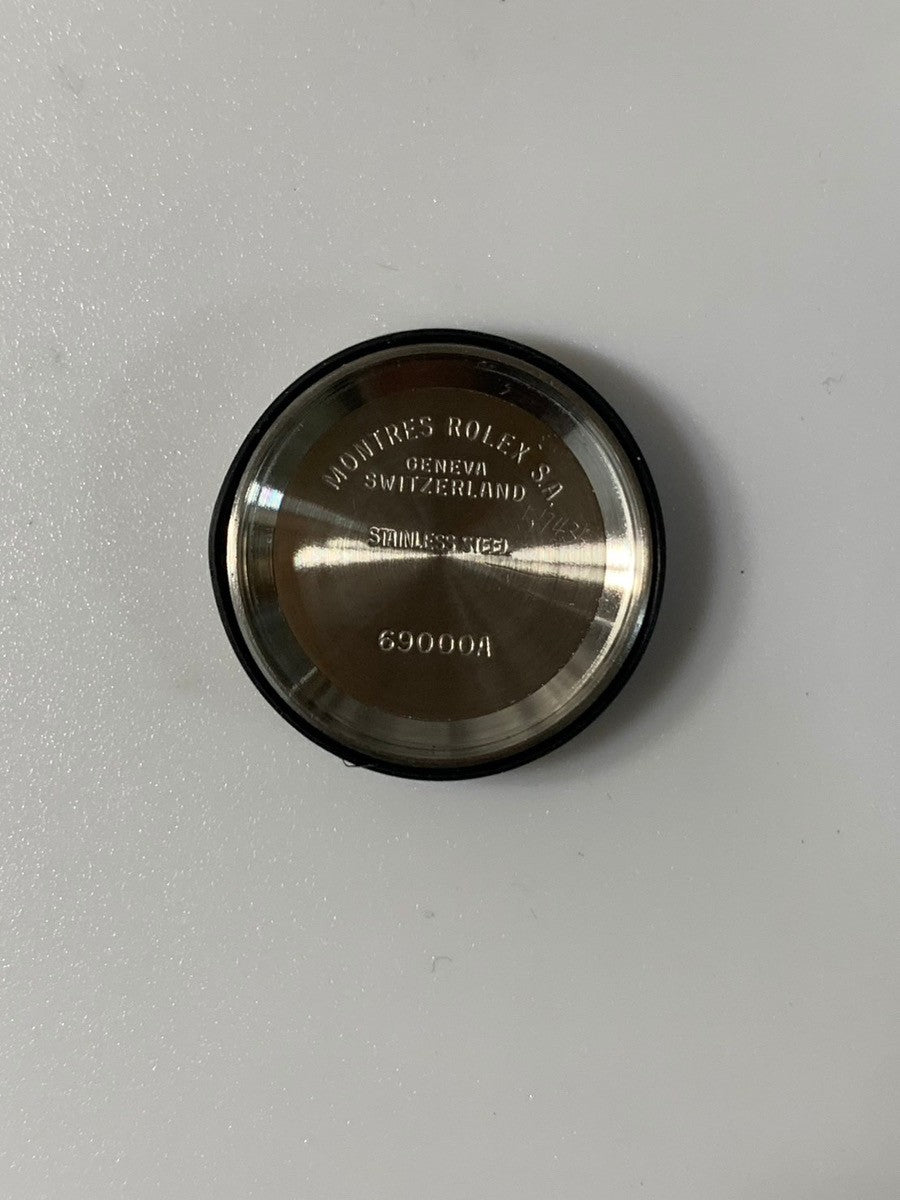 MONTRES ROLEX S.A.
GENEVA
SWITZERLAND
STAINLESS STEEL
69000A